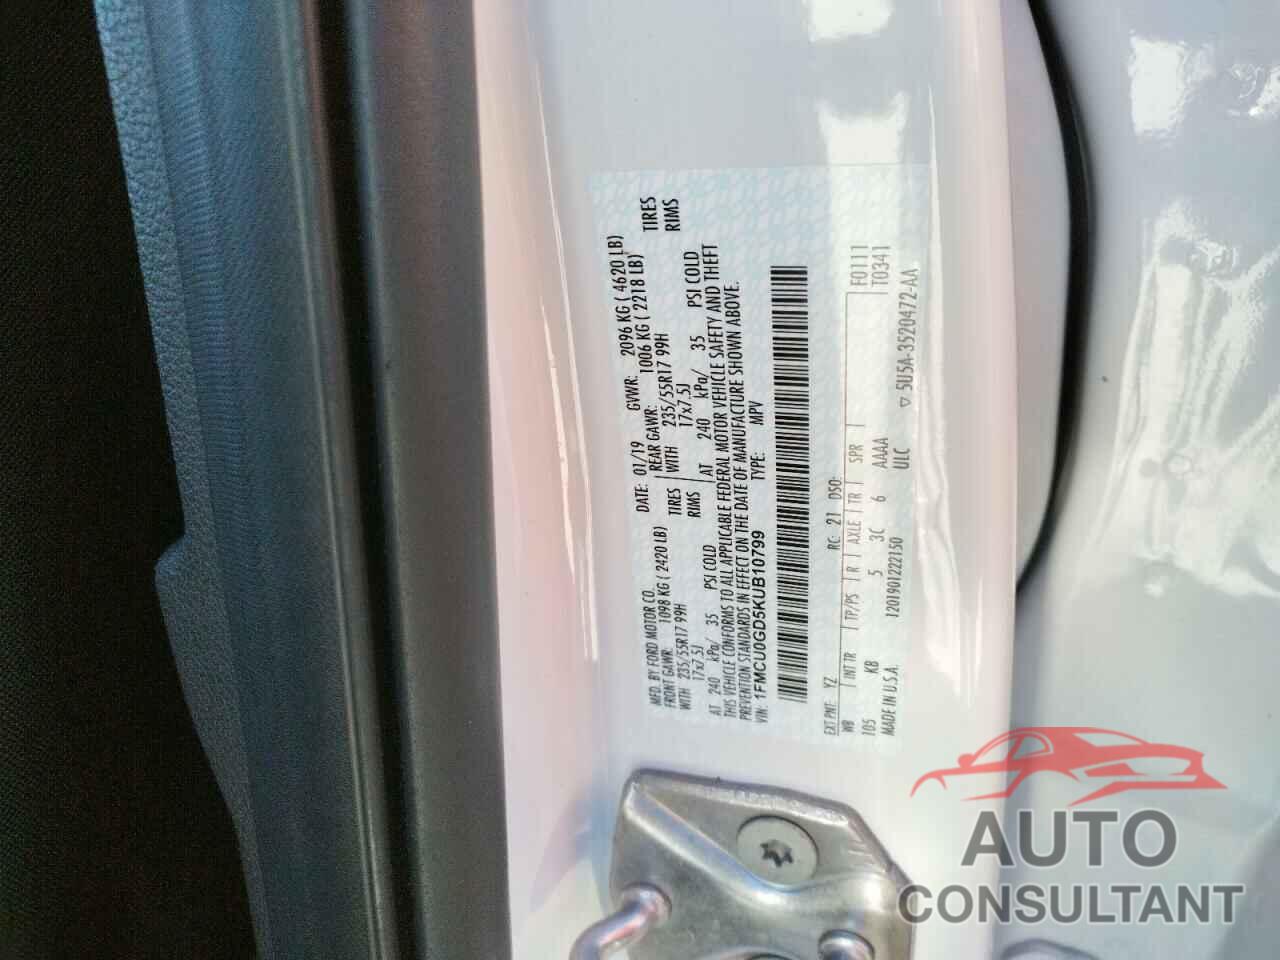 MFD. BY FORD MOTOR CO. DATE: 01/19 GVWR: 2096 KG ( 4620 LB)
FRONT GAWR: 1098 KG ( 2420 LB) REAR GAWR: 1006 KG ( 2218 LB)
WITH 235/55R17 99H TIRES WITH 235/55R17 99H TIRES
17x7.5J RIMS 17x7.5J RIMS
AT 240 kPa/ 35 PSI COLD AT 240 kPa/ 35 PSI COLD
THIS VEHICLE CONFORMS TO ALL APPLICABLE FEDERAL MOTOR VEHICLE SAFETY AND THEFT
PREVENTION STANDARDS IN EFFECT ON THE DATE OF MANUFACTURE SHOWN ABOVE.
VIN: 1FMCU0GD5KUB10799 TYPE: MPV
EXT PNT: YZ RC: 21 DSO:
WB INT TR TP/PS R AXLE TR SPR F0111
105 KB 5 3C 6 AAAA T0341
MADE IN U.S.A. 1201901222150 ULC 5U5A-3520472-AA
AUTO
CONSULTANT